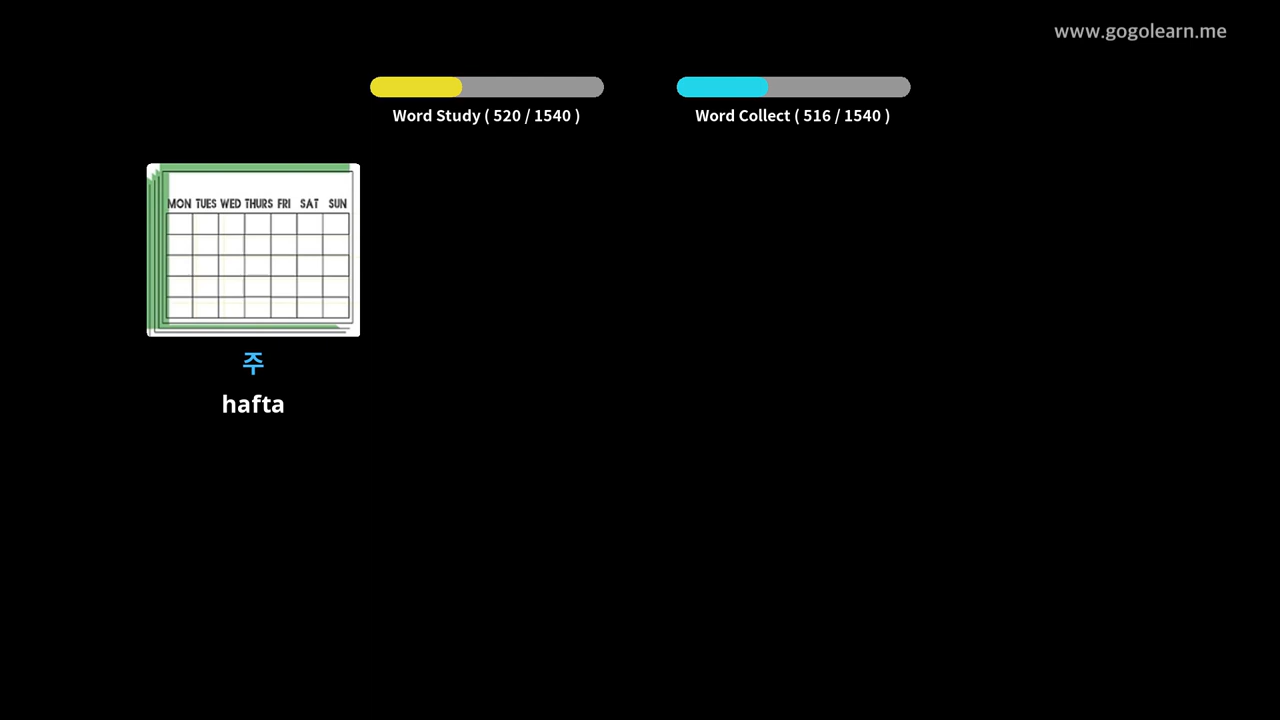 www.gogolearn.me
Word Study ( 520 / 1540 )
Word Collect ( 516 / 1540 )
MON TUES WED THURS FRI SAT SUN
주
hafta